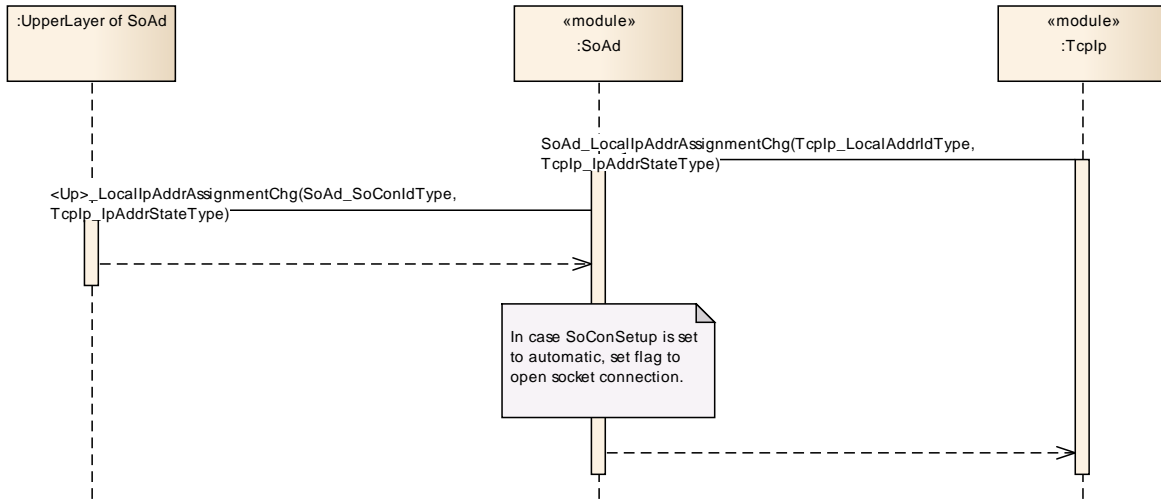 :UpperLayer of SoAd
«module»
:SoAd
«module»
:TcpIp
SoAd_LocalIpAddrAssignmentChg(TcpIp_LocalAddrIdType,
TcpIp_IpAddrStateType)
<Up>_LocalIpAddrAssignmentChg(SoAd_SoConIdType,
TcpIp_IpAddrStateType)
In case SoConSetup is set
to automatic, set flag to
open socket connection.